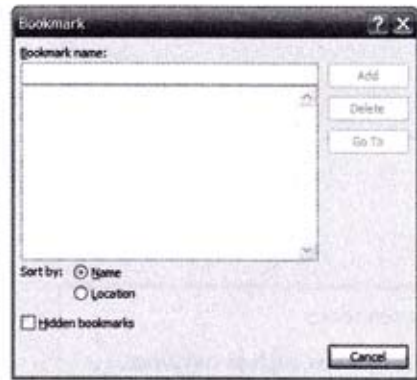 Bookmark
Bookmark name:
Add
Delete
Go To
Sort by: Name
Location
Hidden bookmarks
Cancel